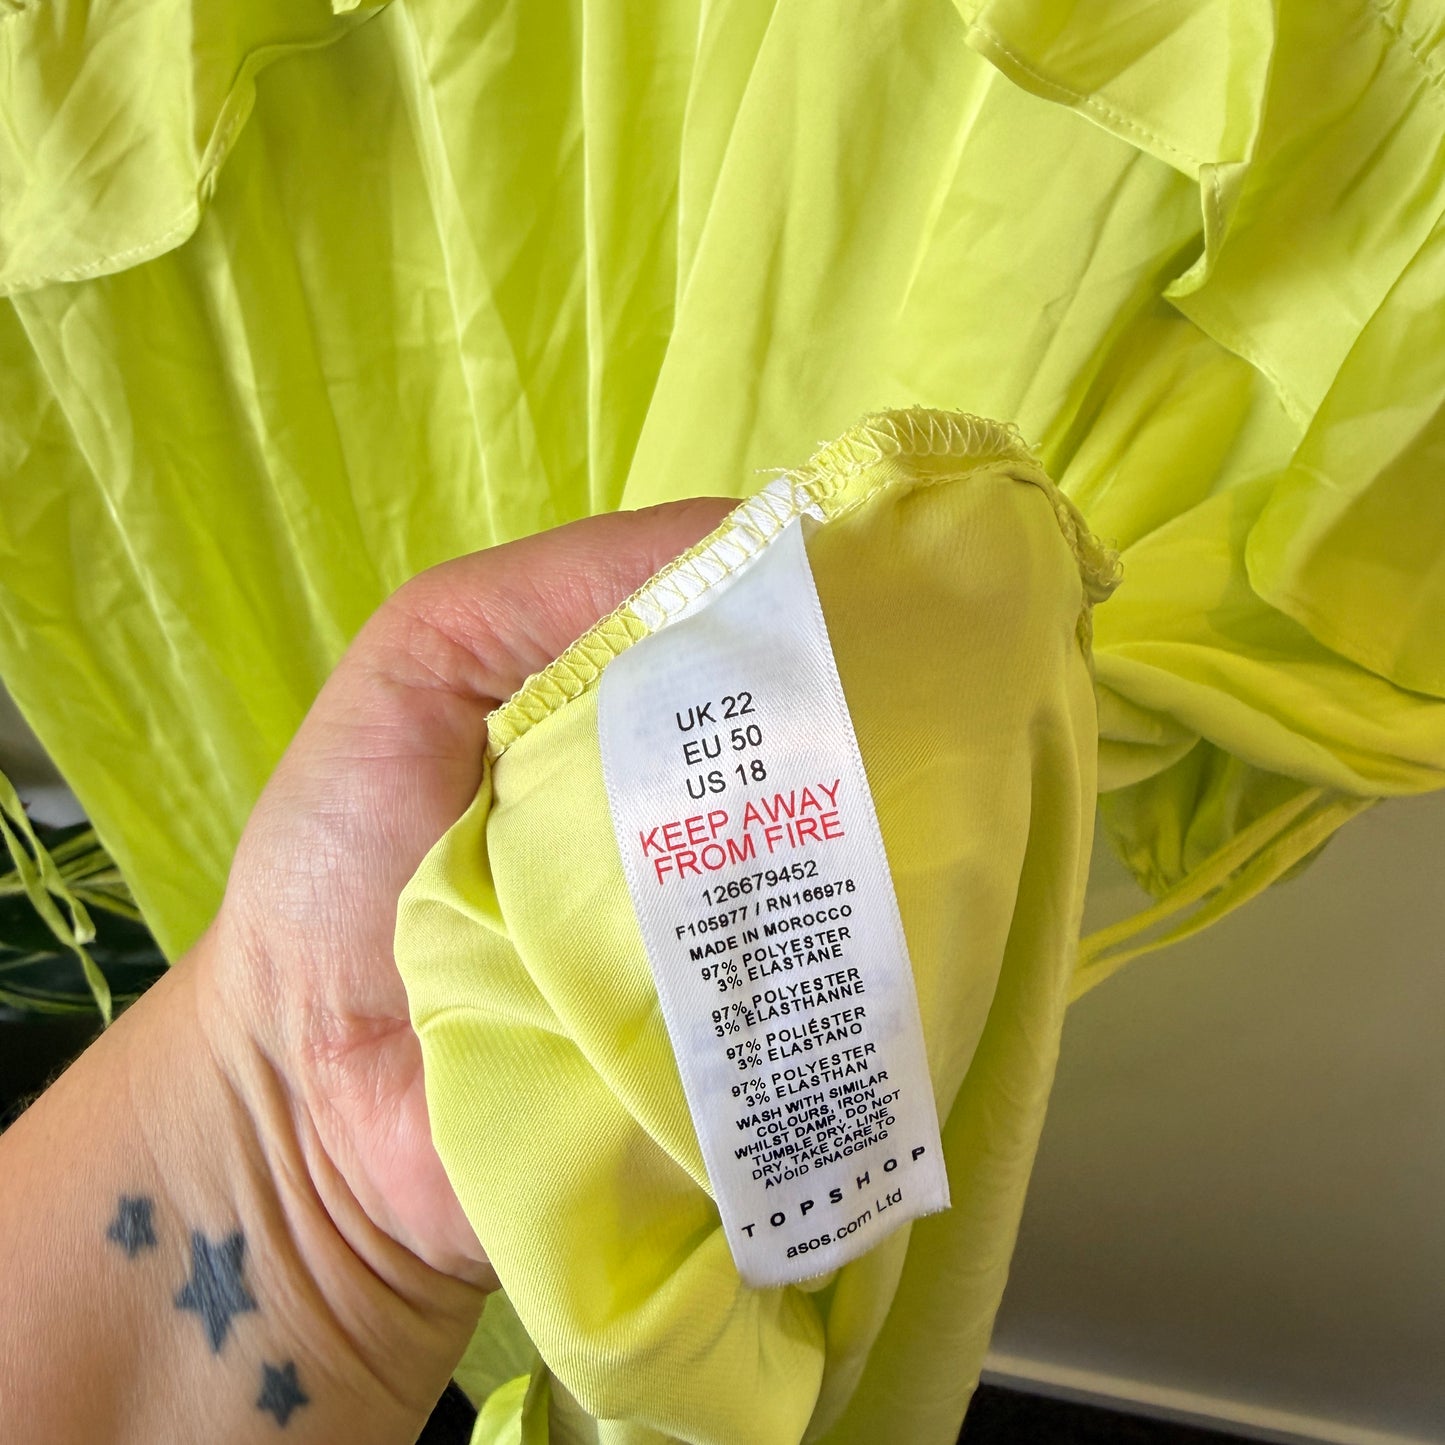 UK 22
EU 50
US 18
KEEP AWAY
FROM FIRE
126679452
F105977 / RN166978
MADE IN MOROCCO
97% POLYESTER
3% ELASTANE
97% POLYESTER
3% ÉLASTHANNE
97% POLIÉSTER
3% ELASTANO
97% POLYESTER
3% ELASTHAN
WASH WITH SIMILAR
COLOURS, IRON
WHILST DAMP, DO NOT
TUMBLE DRY- LINE
DRY, TAKE CARE TO
AVOID SNAGGING
TOPSHOP
asos.com Ltd